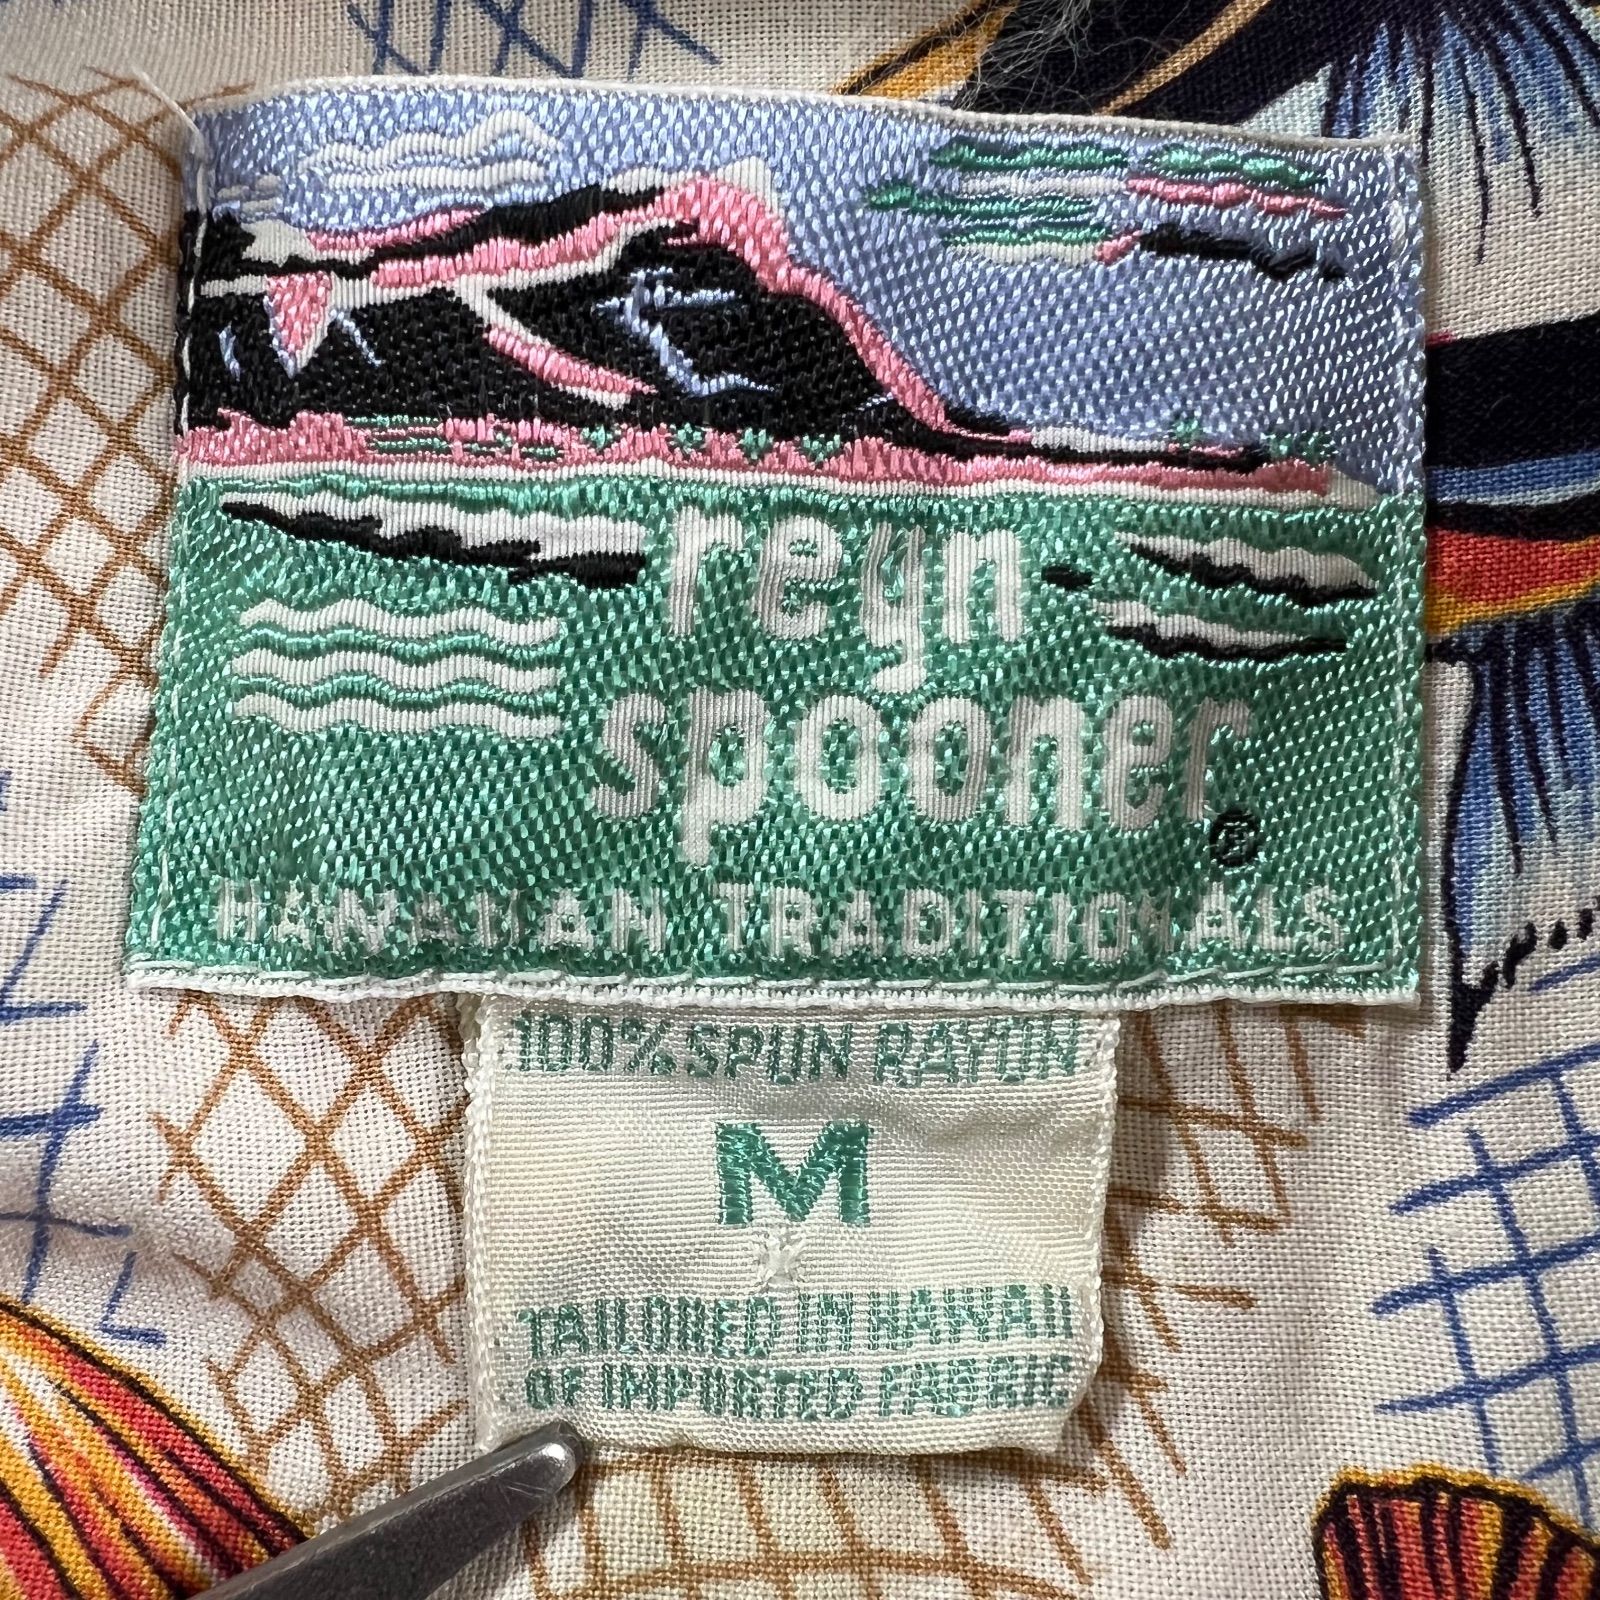 reyn
spooner®
HAWAIIAN TRADITIONALS
100% SPUN RAYON
M
TAILORED IN HAWAII
OF IMPORTED FABRIC